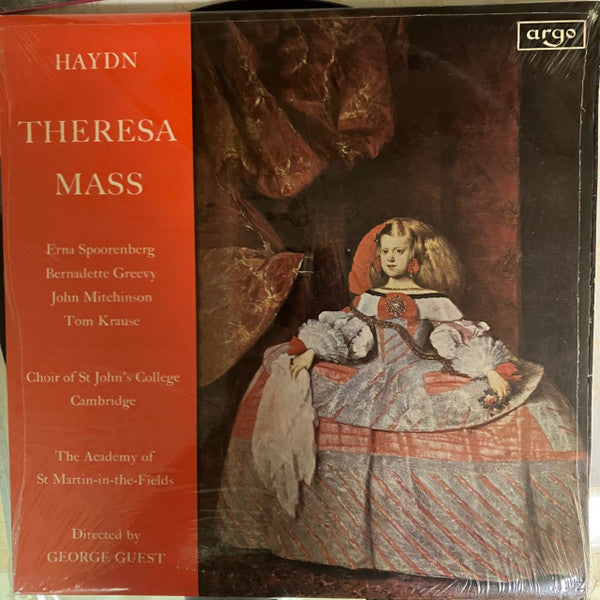 HAYDN
THERESA
MASS
Erna Spoorenberg
Bernadette Greevy
John Mitchinson
Tom Krause
Choir of St John's College
Cambridge
The Academy of
St Martin-in-the-Fields
Directed by
GEORGE GUEST
argo